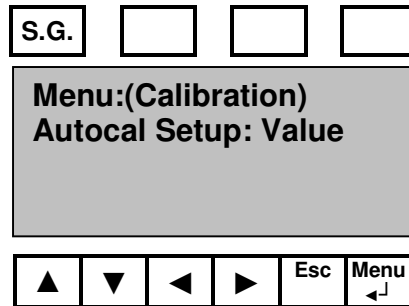 S.G.
Menu:(Calibration)
Autocal Setup: Value
▲ ▼ ◄ ► Esc Menu
◄┘